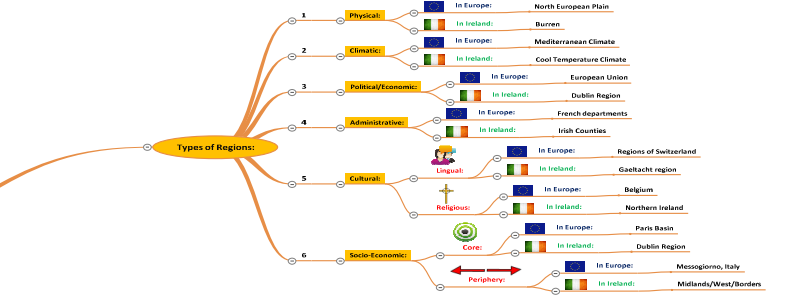 Types of Regions:
1
Physical:
In Europe:
North European Plain
In Ireland:
Burren
2
Climatic:
In Europe:
Mediterranean Climate
In Ireland:
Cool Temperature Climate
3
Political/Economic:
In Europe:
European Union
In Ireland:
Dublin Region
4
Administrative:
In Europe:
French departments
In Ireland:
Irish Counties
5
Cultural:
Lingual:
In Europe:
Regions of Switzerland
In Ireland:
Gaeltacht region
Religious:
In Europe:
Belgium
In Ireland:
Northern Ireland
6
Socio-Economic:
Core:
In Europe:
Paris Basin
In Ireland:
Dublin Region
Periphery:
In Europe:
Messogiorno, Italy
In Ireland:
Midlands/West/Borders